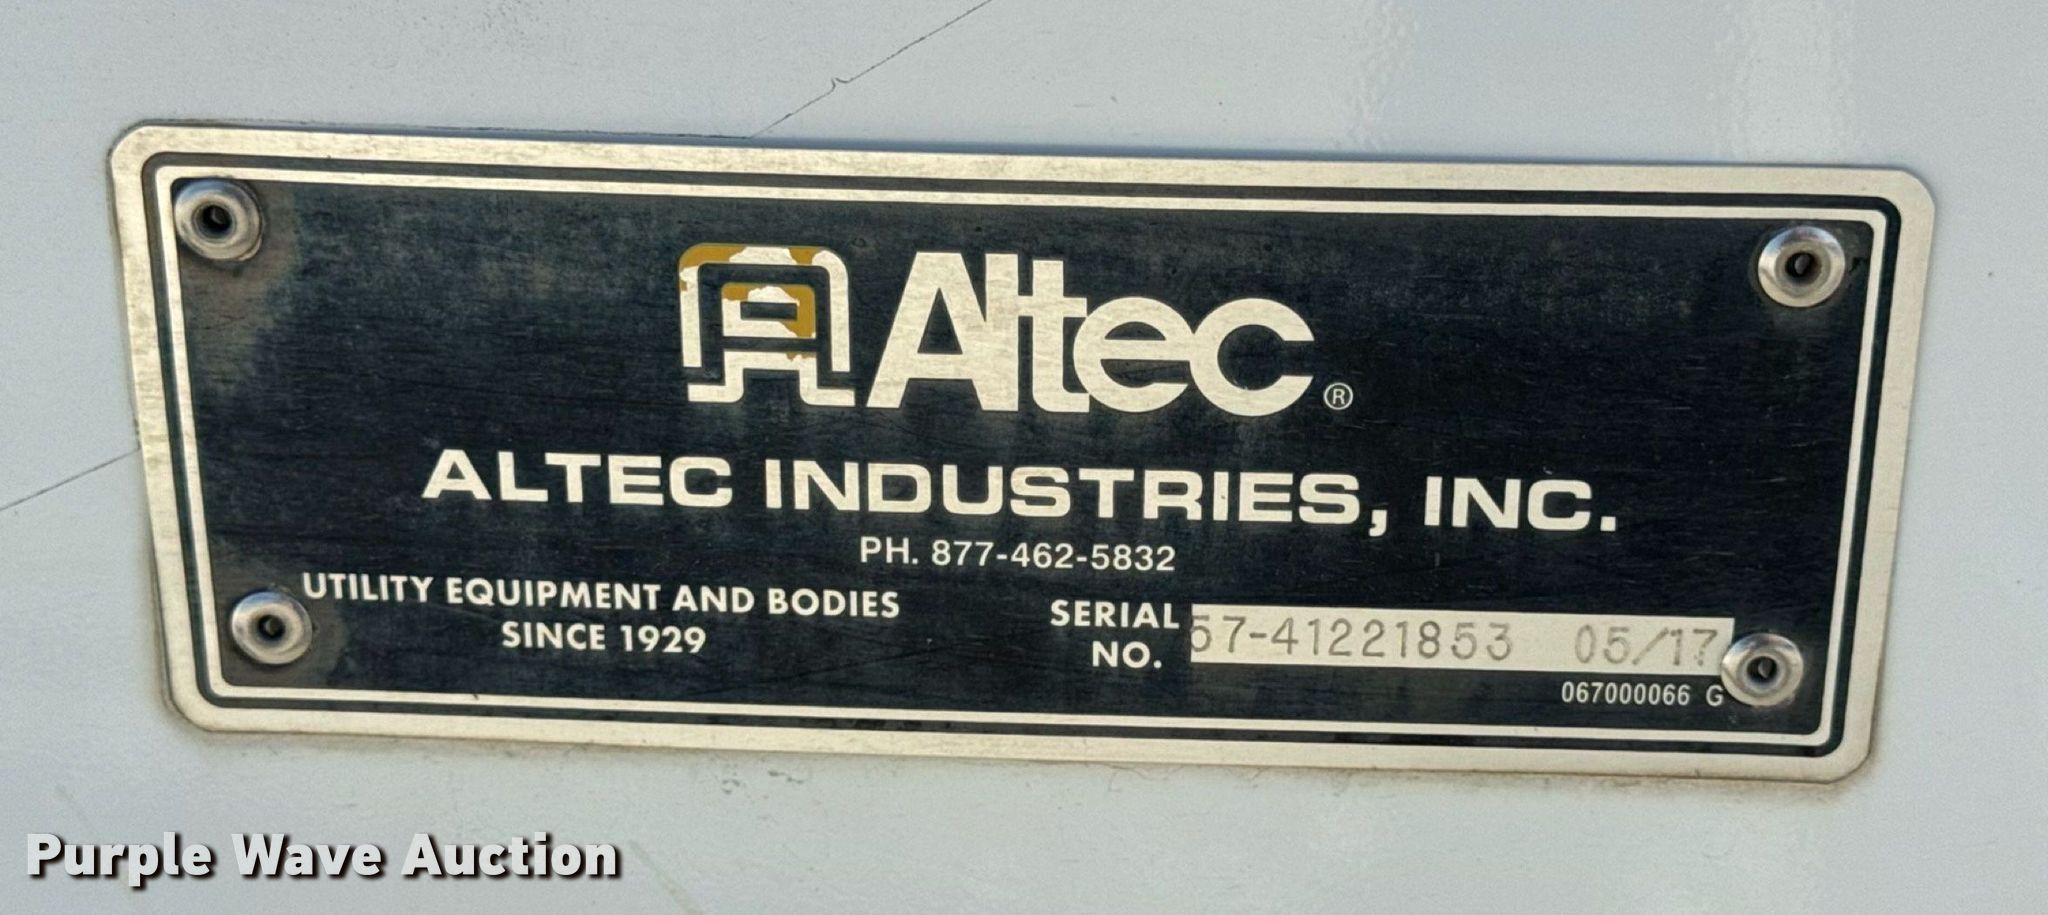 Altec®
ALTEC INDUSTRIES, INC.
PH. 877-462-5832
UTILITY EQUIPMENT AND BODIES
SINCE 1929
SERIAL
NO. 57-41221853 05/17
067000066 G
Purple Wave Auction